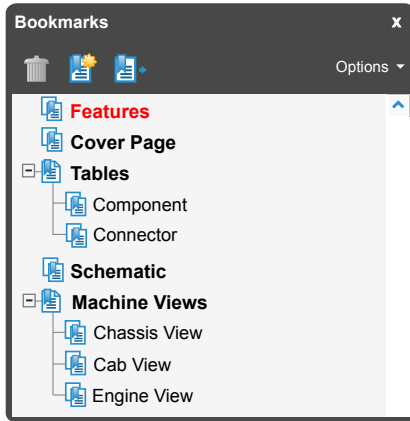 Bookmarks x
Options
Features
Cover Page
Tables
Component
Connector
Schematic
Machine Views
Chassis View
Cab View
Engine View